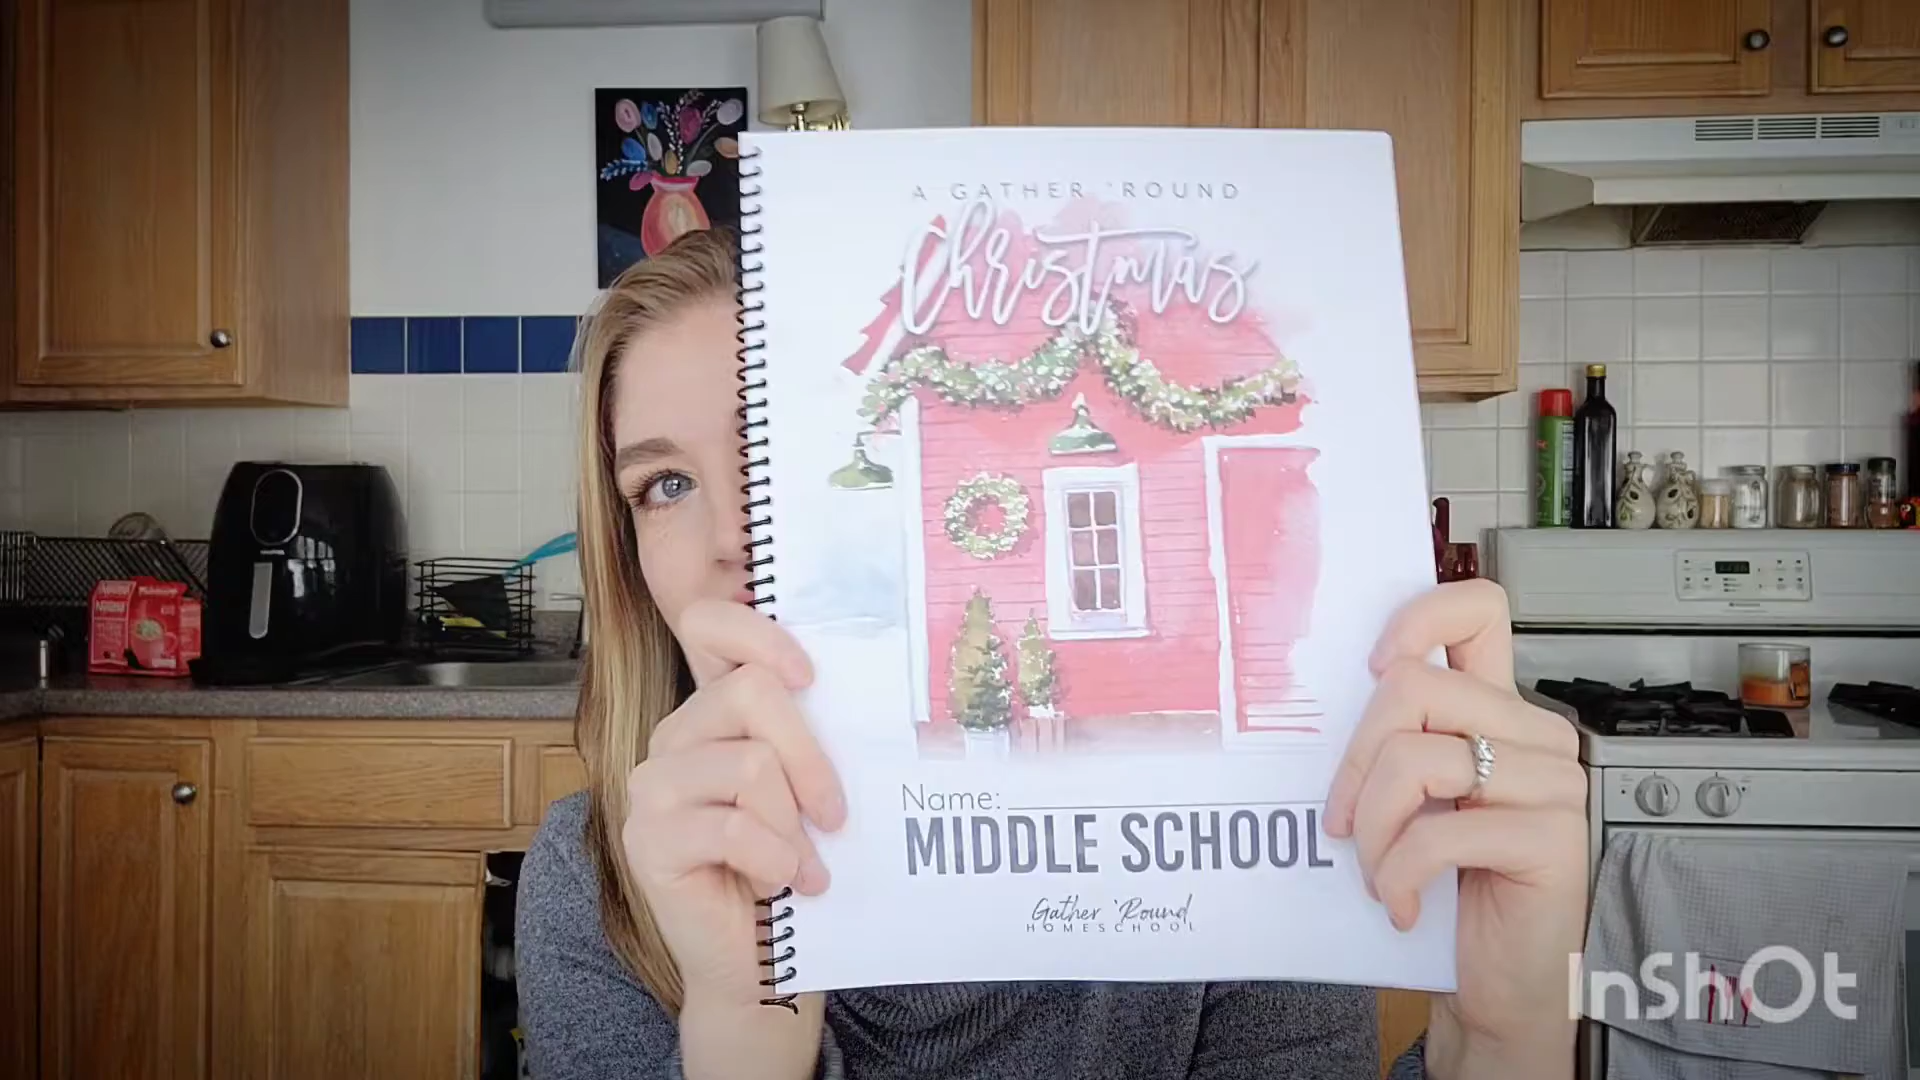 A GATHER 'ROUND
Christmas
Name:
MIDDLE SCHOOL
Gather 'Round
HOMESCHOOL
InShOt